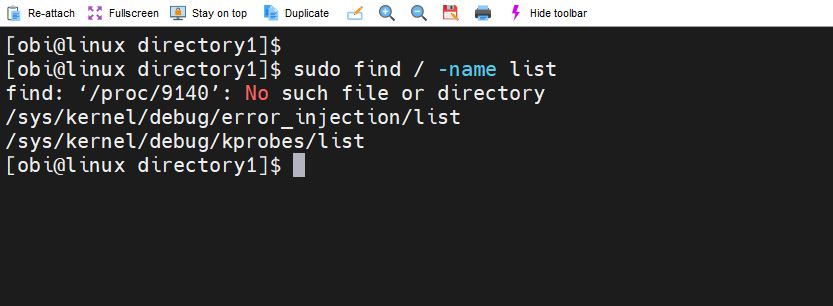 Re-attach Fullscreen Stay on top Duplicate Hide toolbar
[obi@linux directory1]$
[obi@linux directory1]$ sudo find / -name list
find: ‘/proc/9140’: No such file or directory
/sys/kernel/debug/error_injection/list
/sys/kernel/debug/kprobes/list
[obi@linux directory1]$